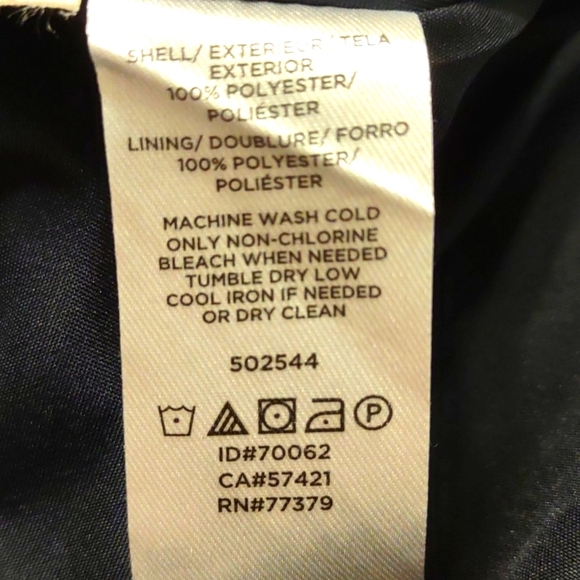 SHELL/ EXTERIEUR/TELA
EXTERIOR
100% POLYESTER/
POLIÉSTER
LINING/ DOUBLURE/ FORRO
100% POLYESTER/
POLIÉSTER
MACHINE WASH COLD
ONLY NON-CHLORINE
BLEACH WHEN NEEDED
TUMBLE DRY LOW
COOL IRON IF NEEDED
OR DRY CLEAN
502544
P
ID#70062
CA#57421
RN#77379